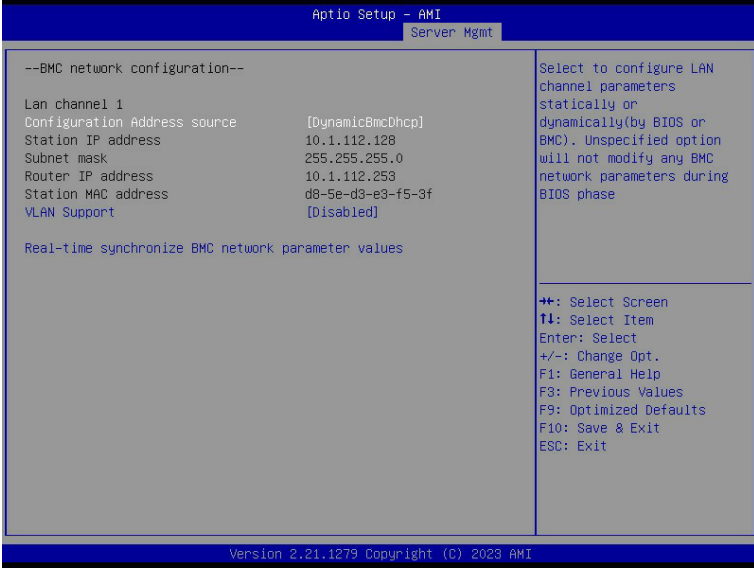 Aptio Setup – AMI
Server Mgmt
--BMC network configuration--
Lan channel 1
Configuration Address source [DynamicBmcDhcp]
Station IP address 10.1.112.128
Subnet mask 255.255.255.0
Router IP address 10.1.112.253
Station MAC address d8-5e-d3-e3-f5-3f
VLAN Support [Disabled]
Real-time synchronize BMC network parameter values
Select to configure LAN
channel parameters
statically or
dynamically(by BIOS or
BMC). Unspecified option
will not modify any BMC
network parameters during
BIOS phase
→←: Select Screen
↑↓: Select Item
Enter: Select
+/-: Change Opt.
F1: General Help
F3: Previous Values
F9: Optimized Defaults
F10: Save & Exit
ESC: Exit
Version 2.21.1279 Copyright (C) 2023 AMI